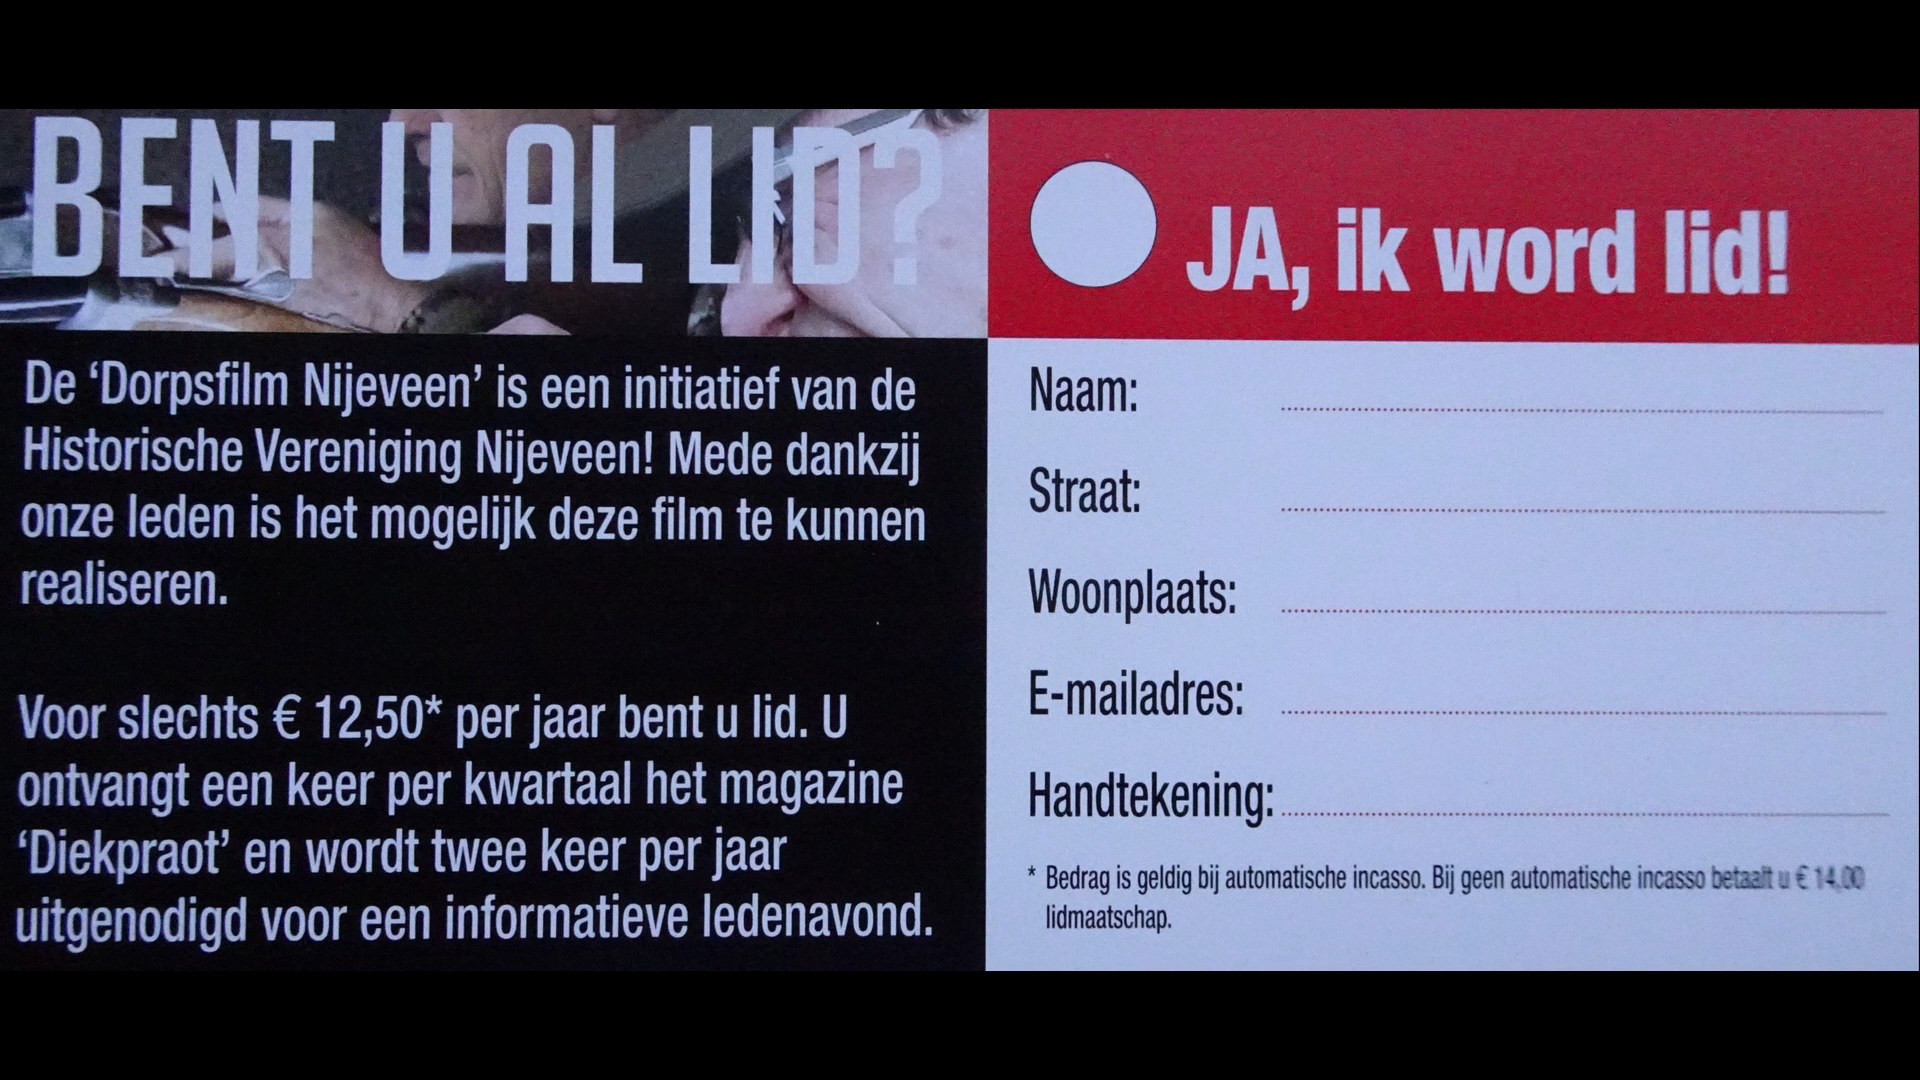 BENT U AL LID?
De ‘Dorpsfilm Nijeveen’ is een initiatief van de
Historische Vereniging Nijeveen! Mede dankzij
onze leden is het mogelijk deze film te kunnen
realiseren.
Voor slechts € 12,50* per jaar bent u lid. U
ontvangt een keer per kwartaal het magazine
‘Diekpraot’ en wordt twee keer per jaar
uitgenodigd voor een informatieve ledenavond.
JA, ik word lid!
Naam:
Straat:
Woonplaats:
E-mailadres:
Handtekening:
* Bedrag is geldig bij automatische incasso. Bij geen automatische incasso betaalt u € 14,00
lidmaatschap.